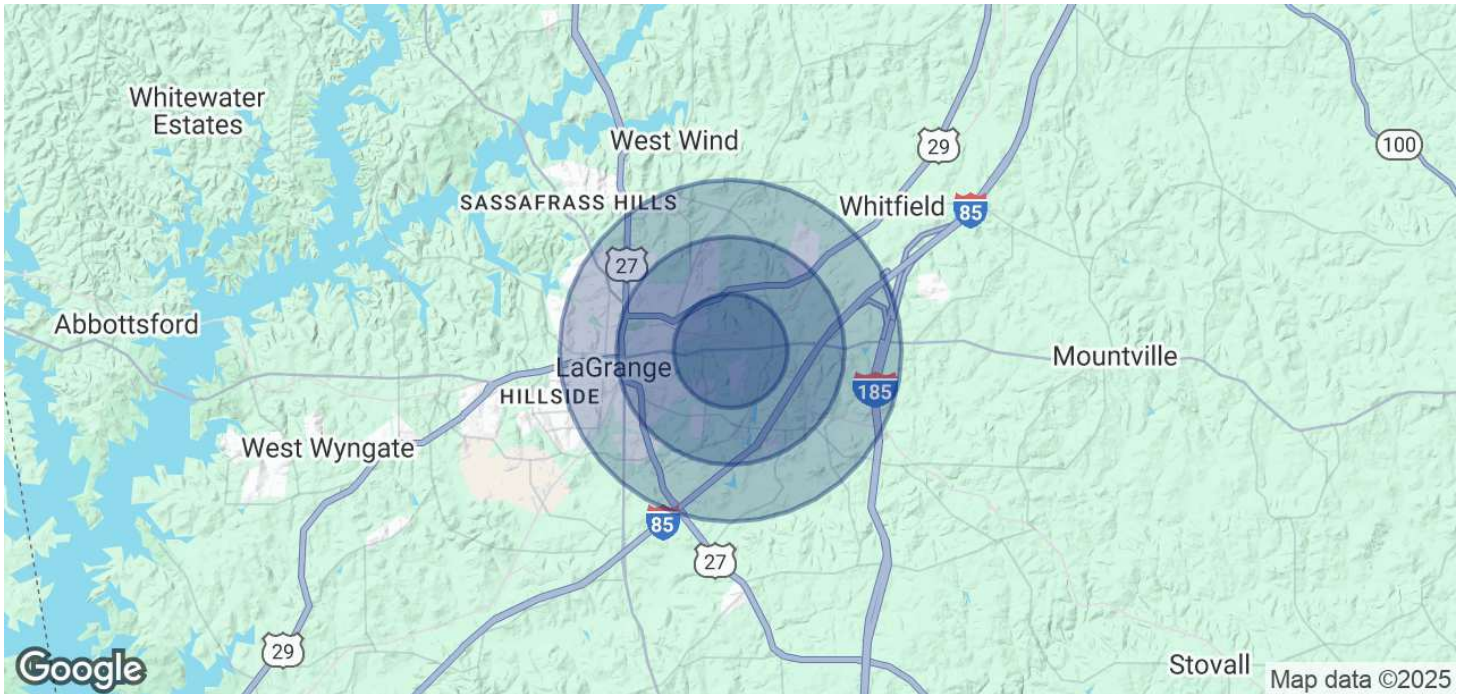 Whitewater
Estates
West Wind
29
100
SASSAFRASS HILLS
Whitfield
85
27
Abbottsford
LaGrange
Mountville
HILLSIDE
185
West Wyngate
85
27
29
Stovall
Google
Map data ©2025